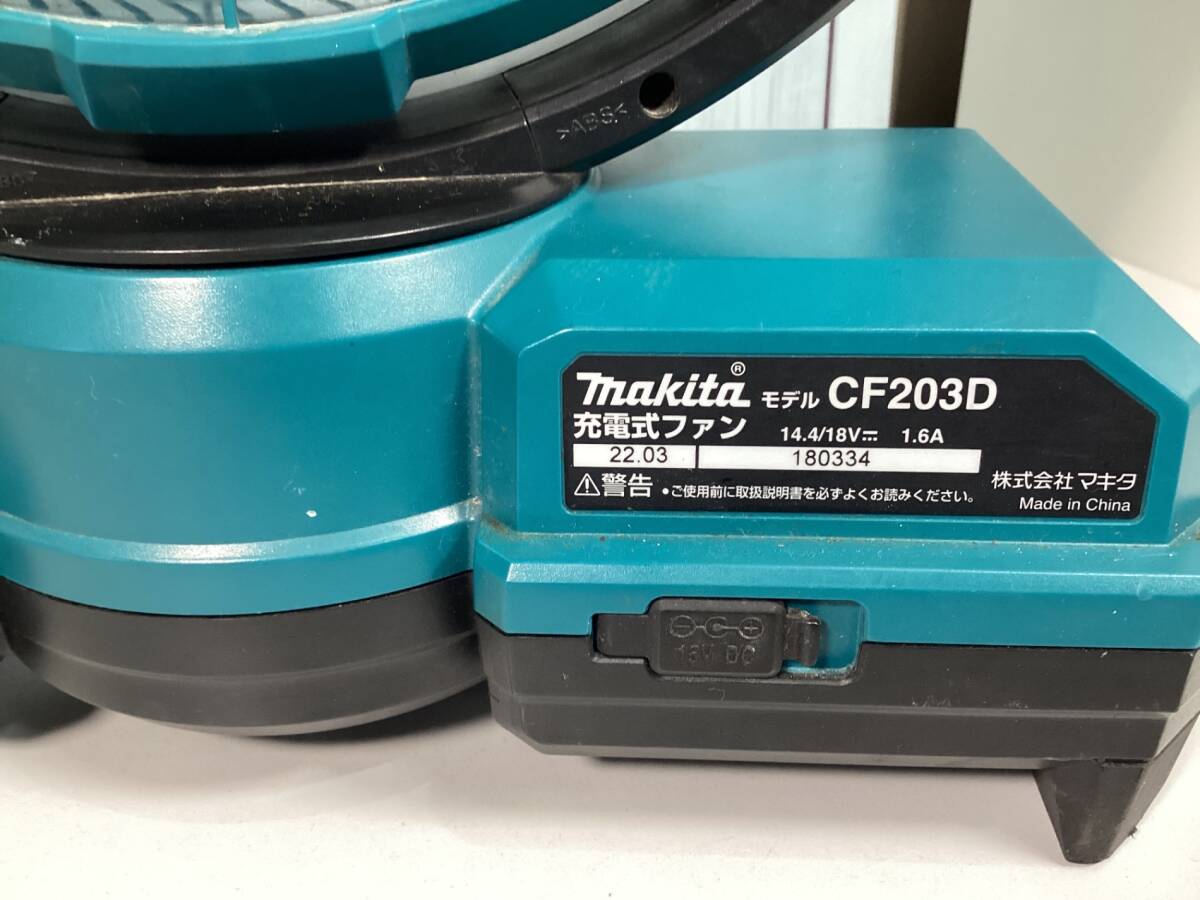 >ABS<
makita® モデル CF203D
充電式ファン 14.4/18V⎓ 1.6A
22.03 180334
⚠警告 •ご使用前に取扱説明書を必ずよくお読みください。
株式会社 マキタ
Made in China
⊖-C-⊕
18V DC